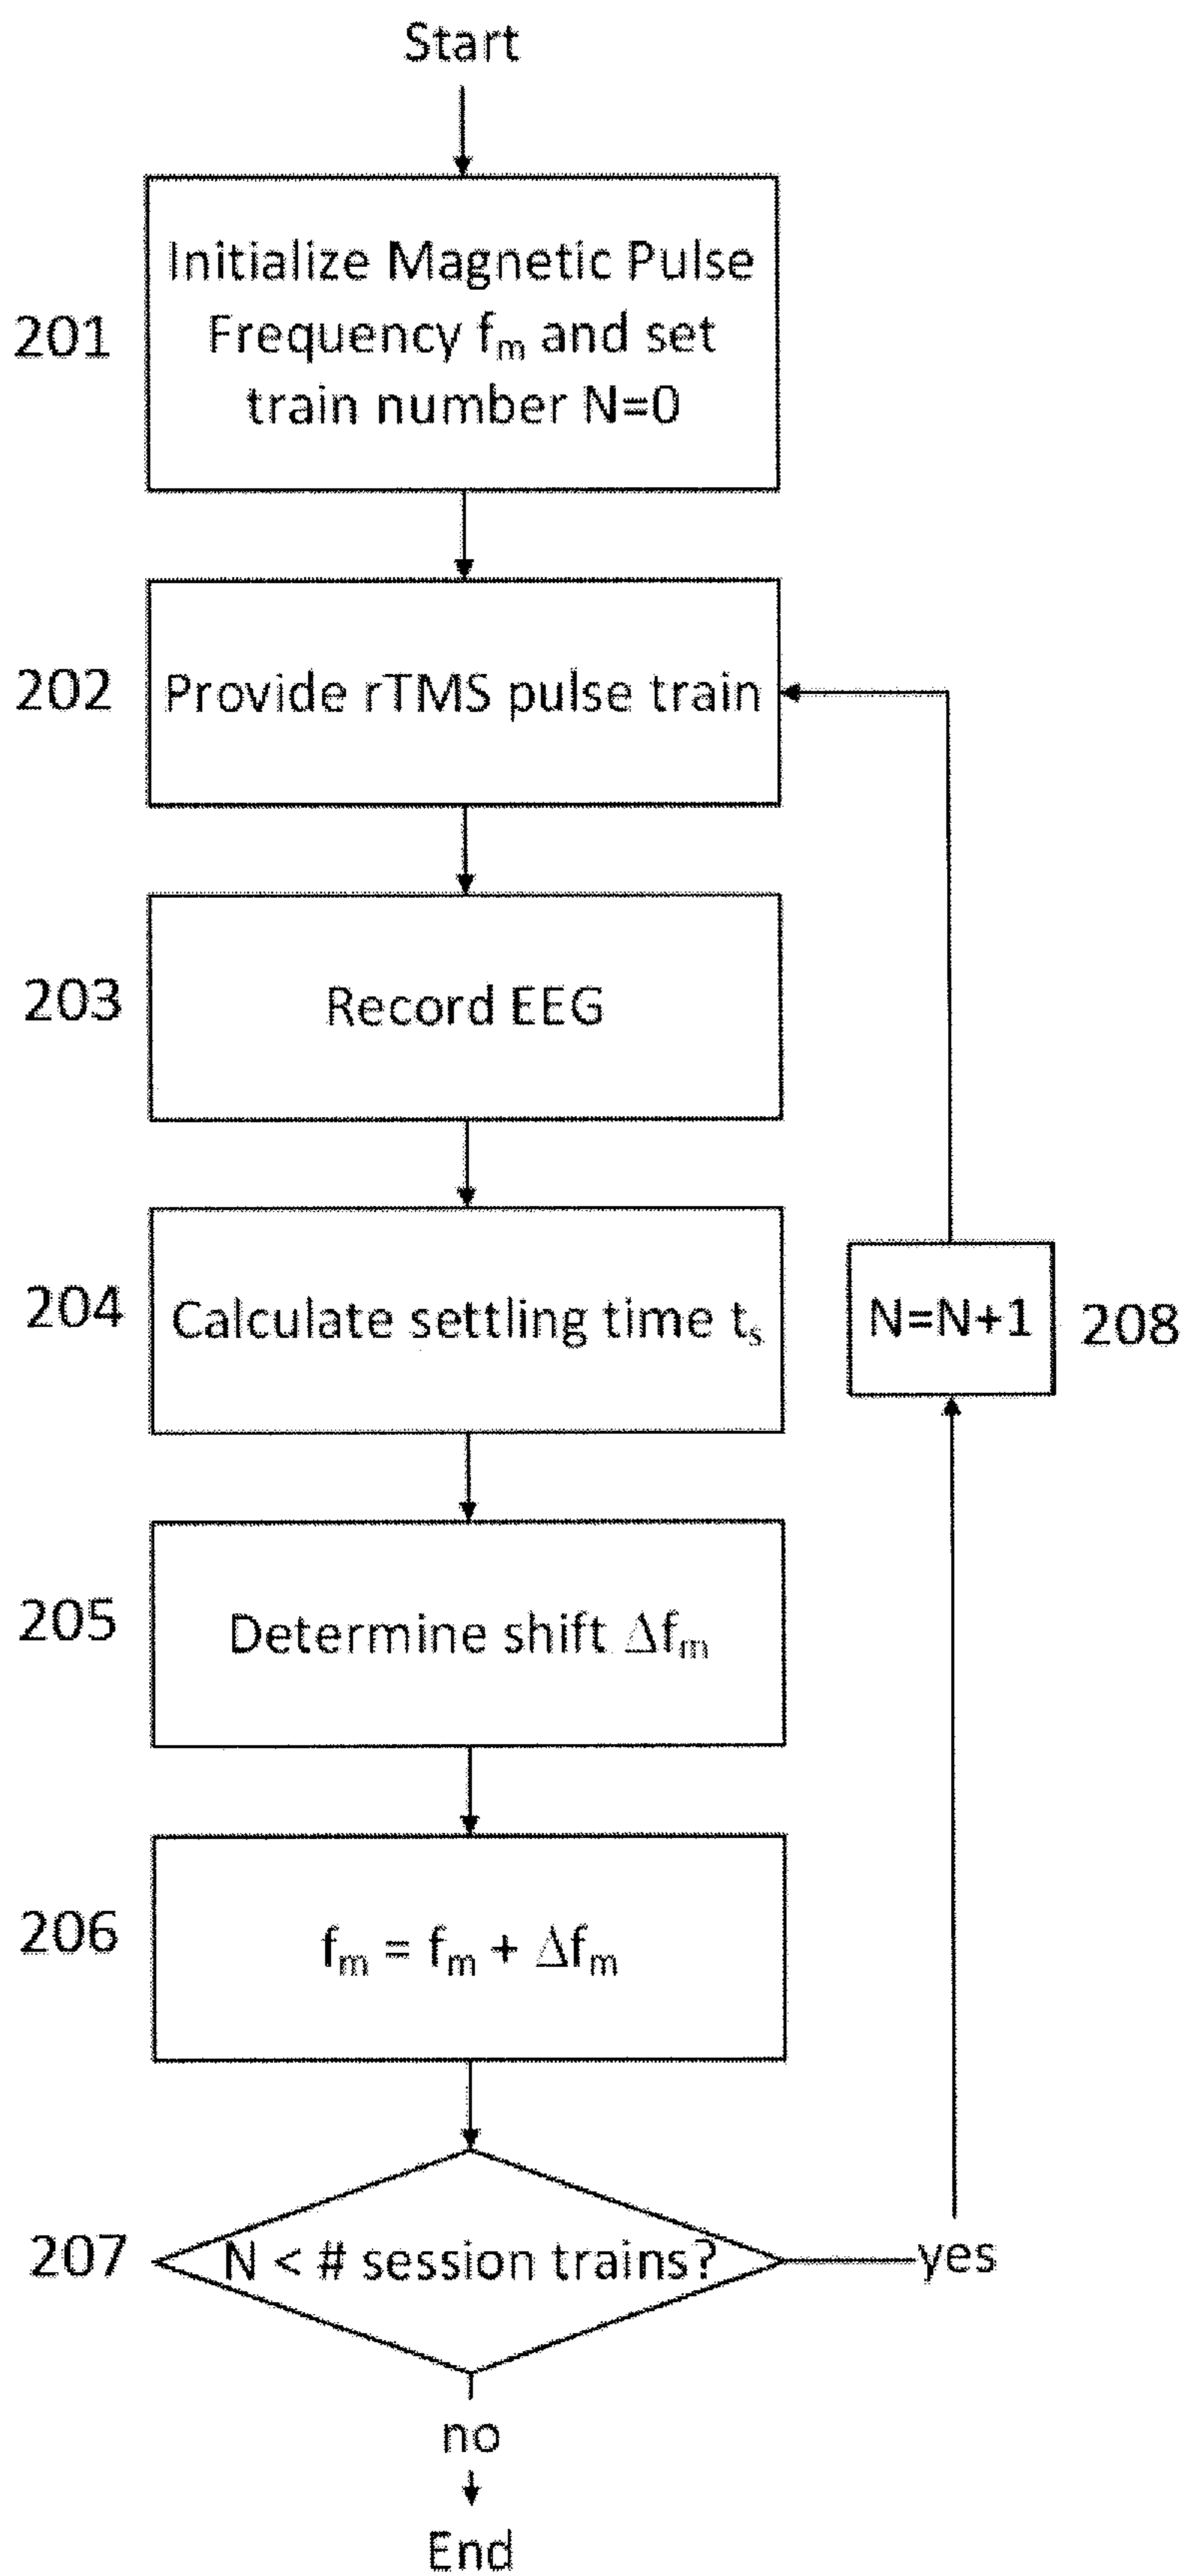 Start
201
Initialize Magnetic Pulse
Frequency fₘ and set
train number N=0
202
Provide rTMS pulse train
203
Record EEG
204
Calculate settling time tₛ
N=N+1
208
205
Determine shift Δfₘ
206
fₘ = fₘ + Δfₘ
207
N < # session trains?
yes
no
End